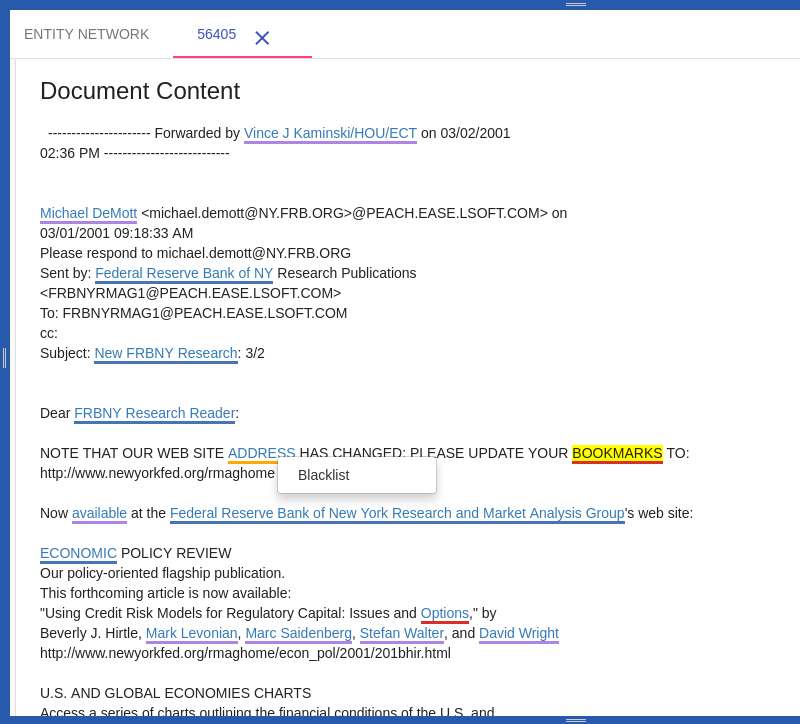 ENTITY NETWORK 56405
Document Content
---------------------- Forwarded by Vince J Kaminski/HOU/ECT on 03/02/2001
02:36 PM ---------------------------
Michael DeMott <michael.demott@NY.FRB.ORG>@PEACH.EASE.LSOFT.COM> on
03/01/2001 09:18:33 AM
Please respond to michael.demott@NY.FRB.ORG
Sent by: Federal Reserve Bank of NY Research Publications
<FRBNYRMAG1@PEACH.EASE.LSOFT.COM>
To: FRBNYRMAG1@PEACH.EASE.LSOFT.COM
cc:
Subject: New FRBNY Research: 3/2
Dear FRBNY Research Reader:
NOTE THAT OUR WEB SITE ADDRESS HAS CHANGED; PLEASE UPDATE YOUR BOOKMARKS TO:
http://www.newyorkfed.org/rmaghome
Blacklist
Now available at the Federal Reserve Bank of New York Research and Market Analysis Group's web site:
ECONOMIC POLICY REVIEW
Our policy-oriented flagship publication.
This forthcoming article is now available:
"Using Credit Risk Models for Regulatory Capital: Issues and Options," by
Beverly J. Hirtle, Mark Levonian, Marc Saidenberg, Stefan Walter, and David Wright
http://www.newyorkfed.org/rmaghome/econ_pol/2001/201bhir.html
U.S. AND GLOBAL ECONOMIES CHARTS
Access a series of charts outlining the financial conditions of the U.S. and